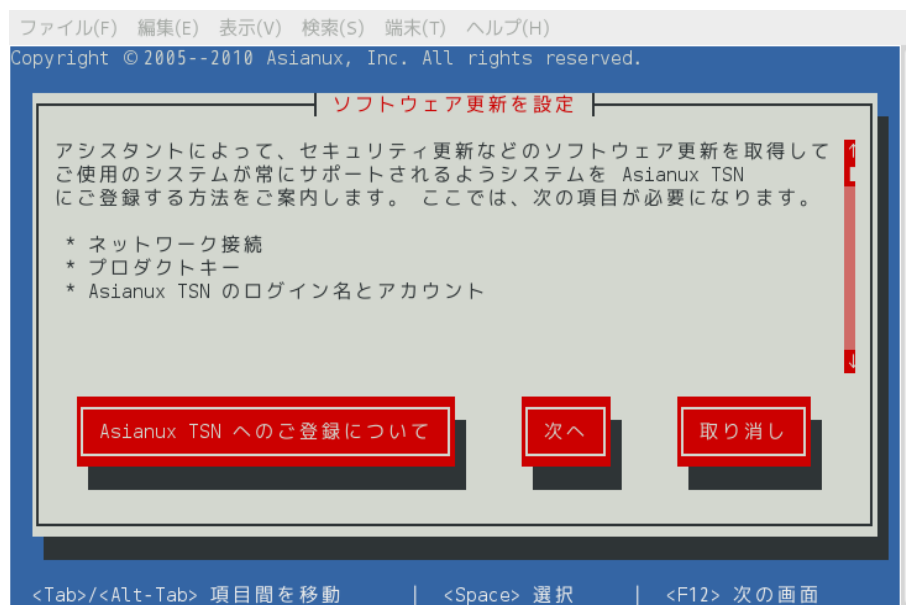 ファイル(F) 編集(E) 表示(V) 検索(S) 端末(T) ヘルプ(H)
Copyright © 2005--2010 Asianux, Inc. All rights reserved.
ソフトウェア更新を設定
アシスタントによって、セキュリティ更新などのソフトウェア更新を取得して
ご使用のシステムが常にサポートされるようシステムを Asianux TSN
にご登録する方法をご案内します。 ここでは、次の項目が必要になります。
* ネットワーク接続
* プロダクトキー
* Asianux TSN のログイン名とアカウント
Asianux TSN へのご登録について 次へ 取り消し
<Tab>/<Alt-Tab> 項目間を移動 | <Space> 選択 | <F12> 次の画面